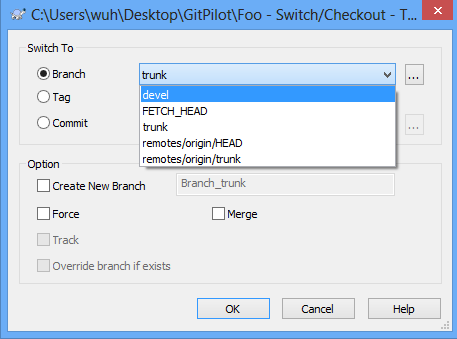 C:\Users\wuh\Desktop\GitPilot\Foo - Switch/Checkout - T...
Switch To
Branch
trunk
...
devel
Tag
FETCH_HEAD
trunk
Commit
...
remotes/origin/HEAD
remotes/origin/trunk
Option
Create New Branch
Branch_trunk
Force
Merge
Track
Override branch if exists
OK
Cancel
Help